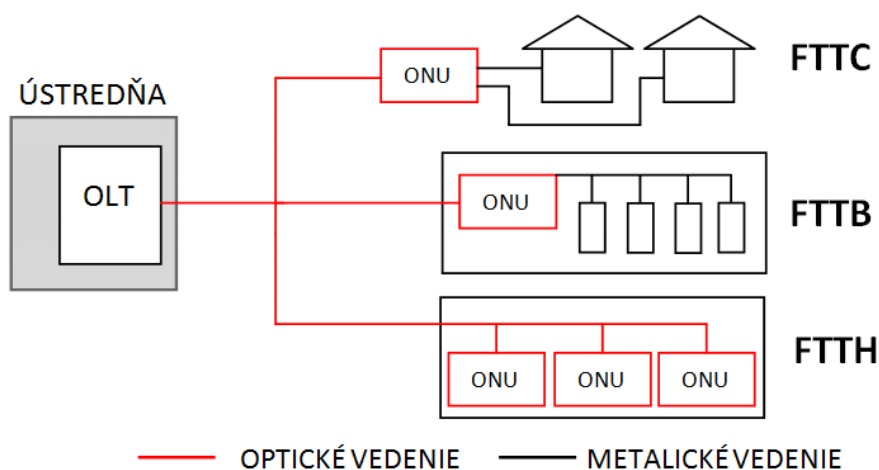 FTTC
ONU
ÚSTREDŇA
OLT
ONU
FTTB
FTTH
ONU ONU ONU
OPTICKÉ VEDENIE METALICKÉ VEDENIE